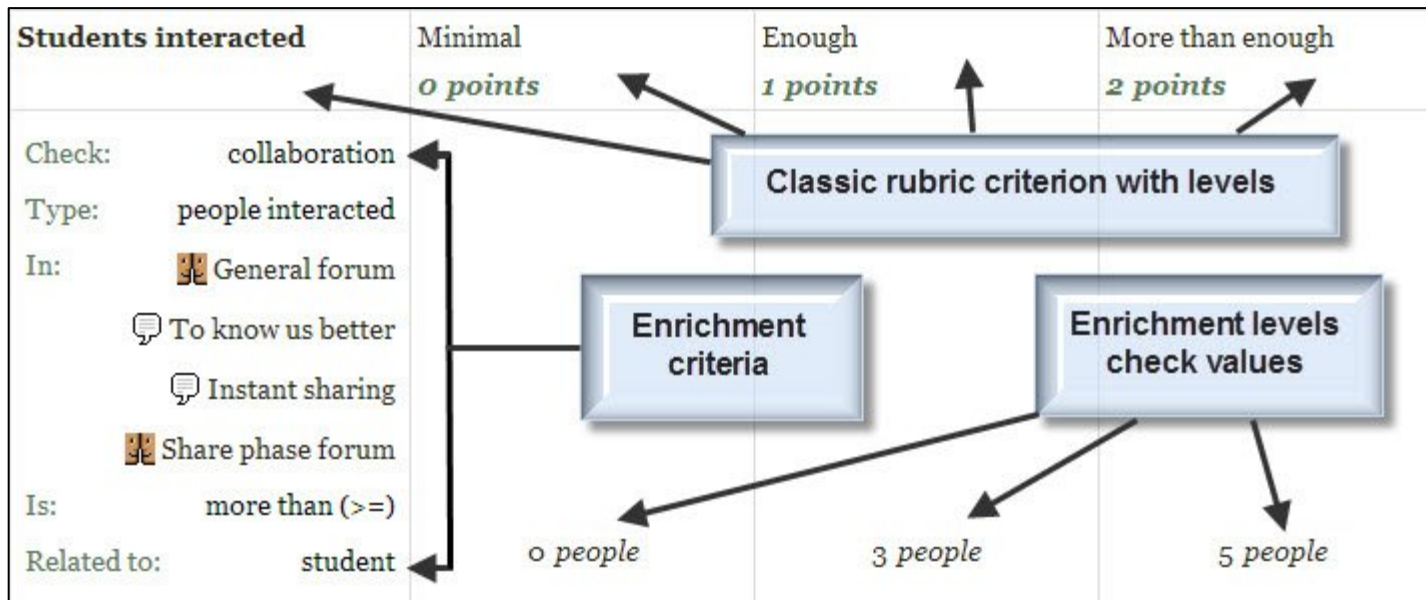 Students interacted
Minimal
0 points
Enough
1 points
More than enough
2 points
Check: collaboration
Type: people interacted
In: General forum
To know us better
Instant sharing
Share phase forum
Is: more than (>=)
Related to: student
Classic rubric criterion with levels
Enrichment
criteria
Enrichment levels
check values
0 people
3 people
5 people